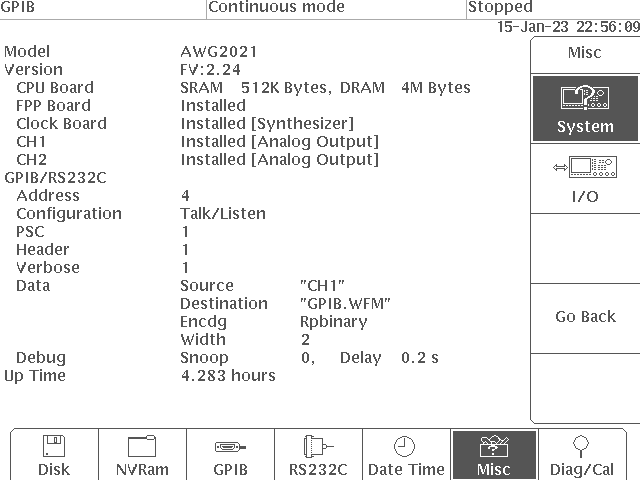 GPIB Continuous mode Stopped
15-Jan-23 22:56:09
Model AWG2021
Version FV:2.24
CPU Board SRAM 512K Bytes, DRAM 4M Bytes
FPP Board Installed
Clock Board Installed [Synthesizer]
CH1 Installed [Analog Output]
CH2 Installed [Analog Output]
GPIB/RS232C
Address 4
Configuration Talk/Listen
PSC 1
Header 1
Verbose 1
Data Source "CH1"
Destination "GPIB.WFM"
Encdg Rpbinary
Width 2
Debug Snoop 0, Delay 0.2 s
Up Time 4.283 hours
Misc
?
System
I/O
Go Back
Disk NVRam GPIB RS232C Date Time ? Misc Diag/Cal